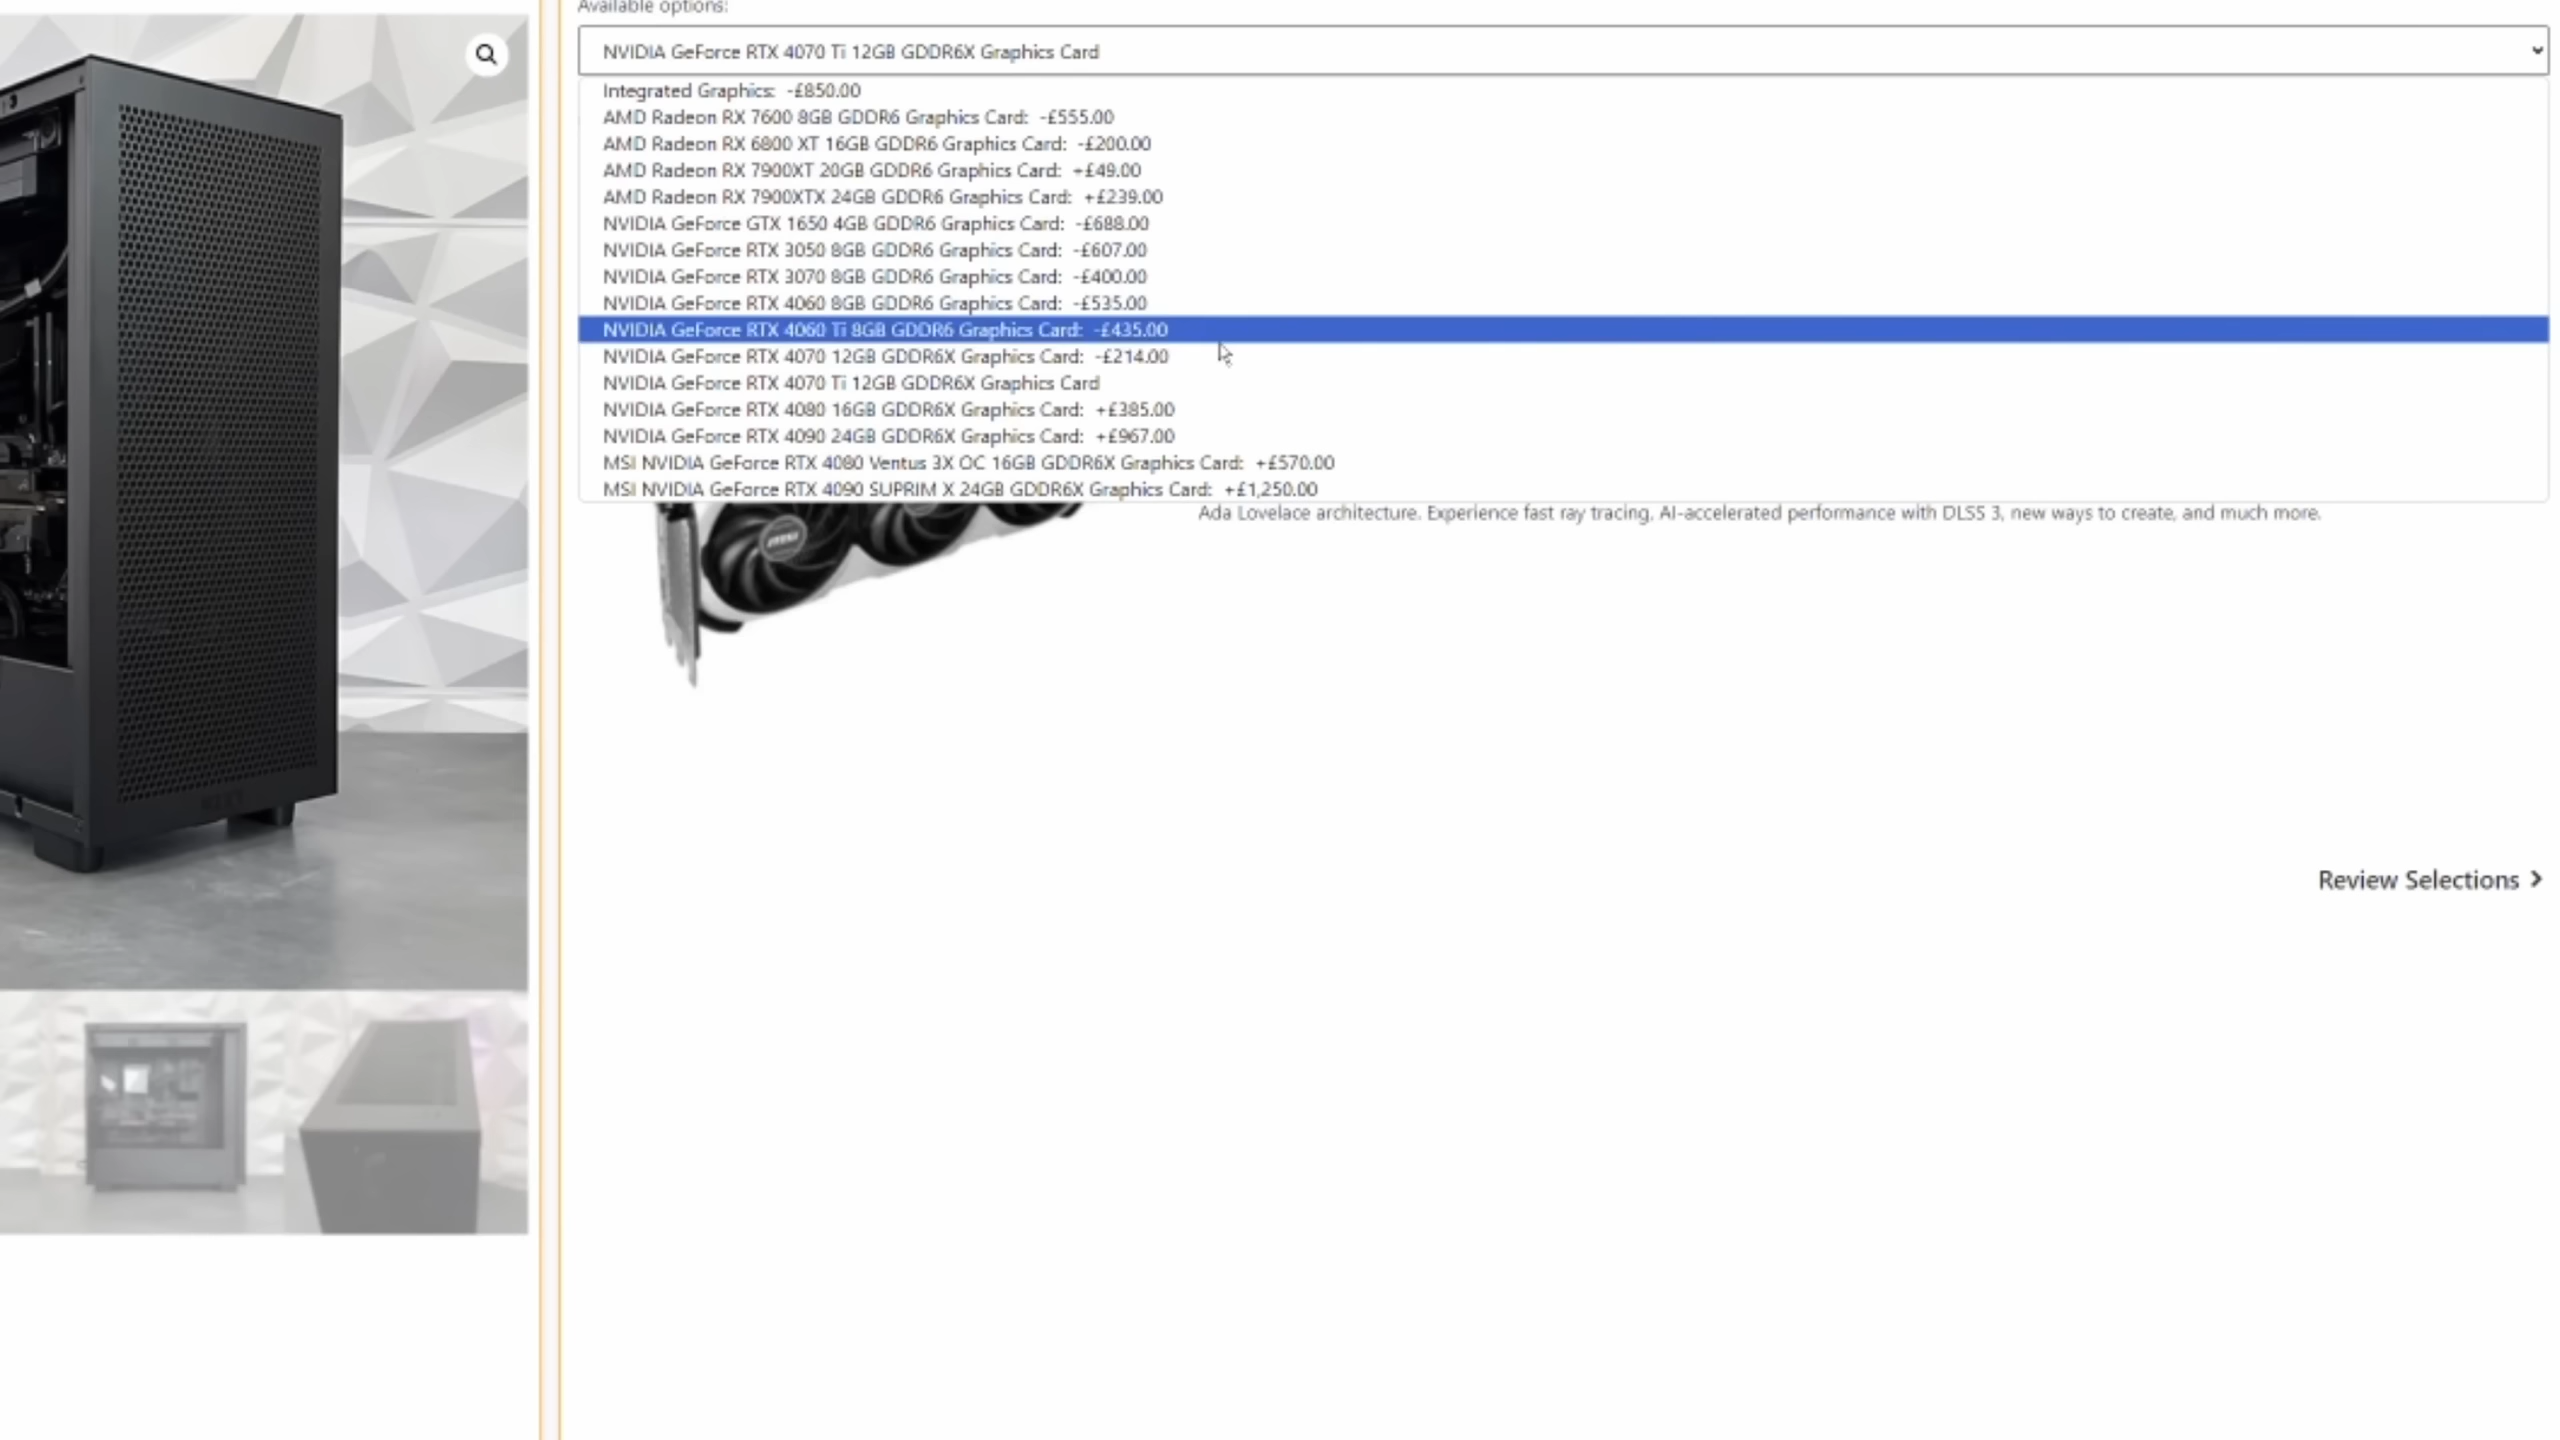 Available options:
NVIDIA GeForce RTX 4070 Ti 12GB GDDR6X Graphics Card
Integrated Graphics: -£850.00
AMD Radeon RX 7600 8GB GDDR6 Graphics Card: -£555.00
AMD Radeon RX 6800 XT 16GB GDDR6 Graphics Card: -£200.00
AMD Radeon RX 7900XT 20GB GDDR6 Graphics Card: +£49.00
AMD Radeon RX 7900XTX 24GB GDDR6 Graphics Card: +£239.00
NVIDIA GeForce GTX 1650 4GB GDDR6 Graphics Card: -£688.00
NVIDIA GeForce RTX 3050 8GB GDDR6 Graphics Card: -£607.00
NVIDIA GeForce RTX 3070 8GB GDDR6 Graphics Card: -£400.00
NVIDIA GeForce RTX 4060 8GB GDDR6 Graphics Card: -£535.00
NVIDIA GeForce RTX 4060 Ti 8GB GDDR6 Graphics Card: -£435.00
NVIDIA GeForce RTX 4070 12GB GDDR6X Graphics Card: -£214.00
NVIDIA GeForce RTX 4070 Ti 12GB GDDR6X Graphics Card
NVIDIA GeForce RTX 4080 16GB GDDR6X Graphics Card: +£385.00
NVIDIA GeForce RTX 4090 24GB GDDR6X Graphics Card: +£967.00
MSI NVIDIA GeForce RTX 4080 Ventus 3X OC 16GB GDDR6X Graphics Card: +£570.00
MSI NVIDIA GeForce RTX 4090 SUPRIM X 24GB GDDR6X Graphics Card: +£1,250.00
Ada Lovelace architecture. Experience fast ray tracing, AI-accelerated performance with DLSS 3, new ways to create, and much more.
msi
Review Selections